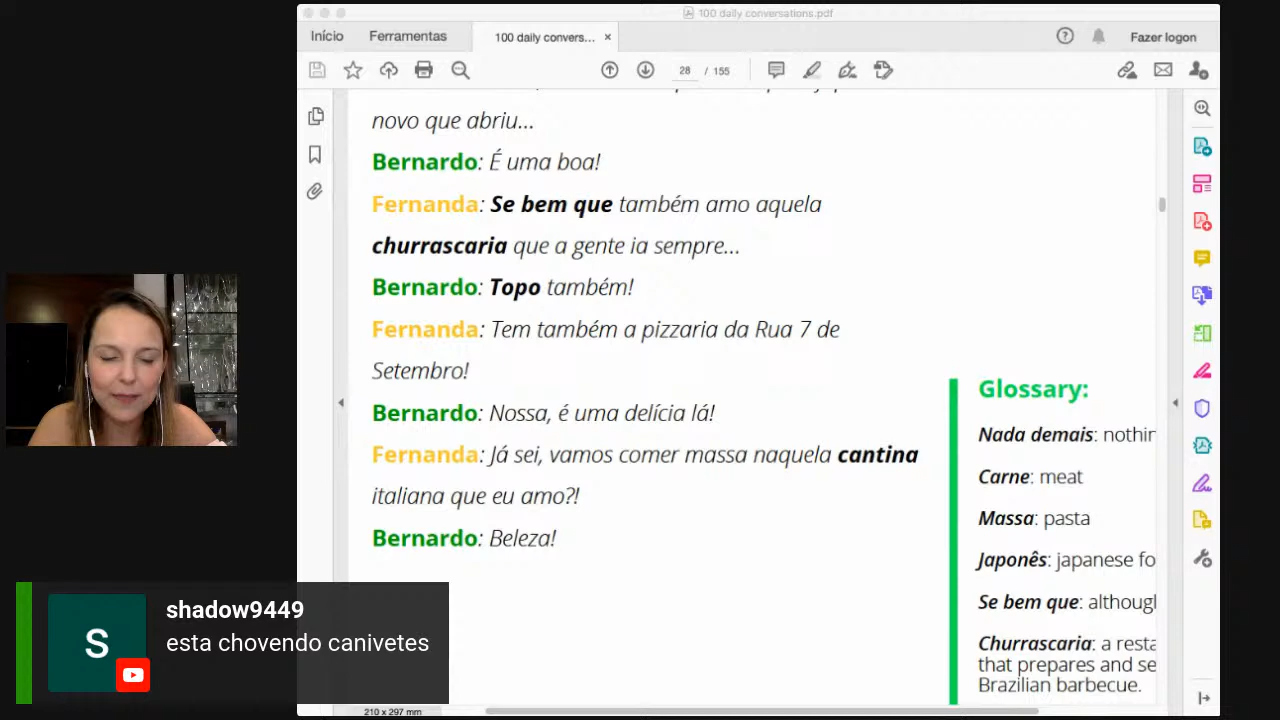 100 daily conversations.pdf
Início
Ferramentas
100 daily convers...
×
Fazer logon
28 / 155
novo que abriu...
Bernardo: É uma boa!
Fernanda: Se bem que também amo aquela
churrascaria que a gente ia sempre...
Bernardo: Topo também!
Fernanda: Tem também a pizzaria da Rua 7 de
Setembro!
Bernardo: Nossa, é uma delícia lá!
Fernanda: Já sei, vamos comer massa naquela cantina
italiana que eu amo?!
Bernardo: Beleza!
Glossary:
Nada demais: nothin
Carne: meat
Massa: pasta
Japonês: japanese fo
Se bem que: althoug
Churrascaria: a resta
that prepares and se
Brazilian barbecue.
S
shadow9449
esta chovendo canivetes
210 x 297 mm